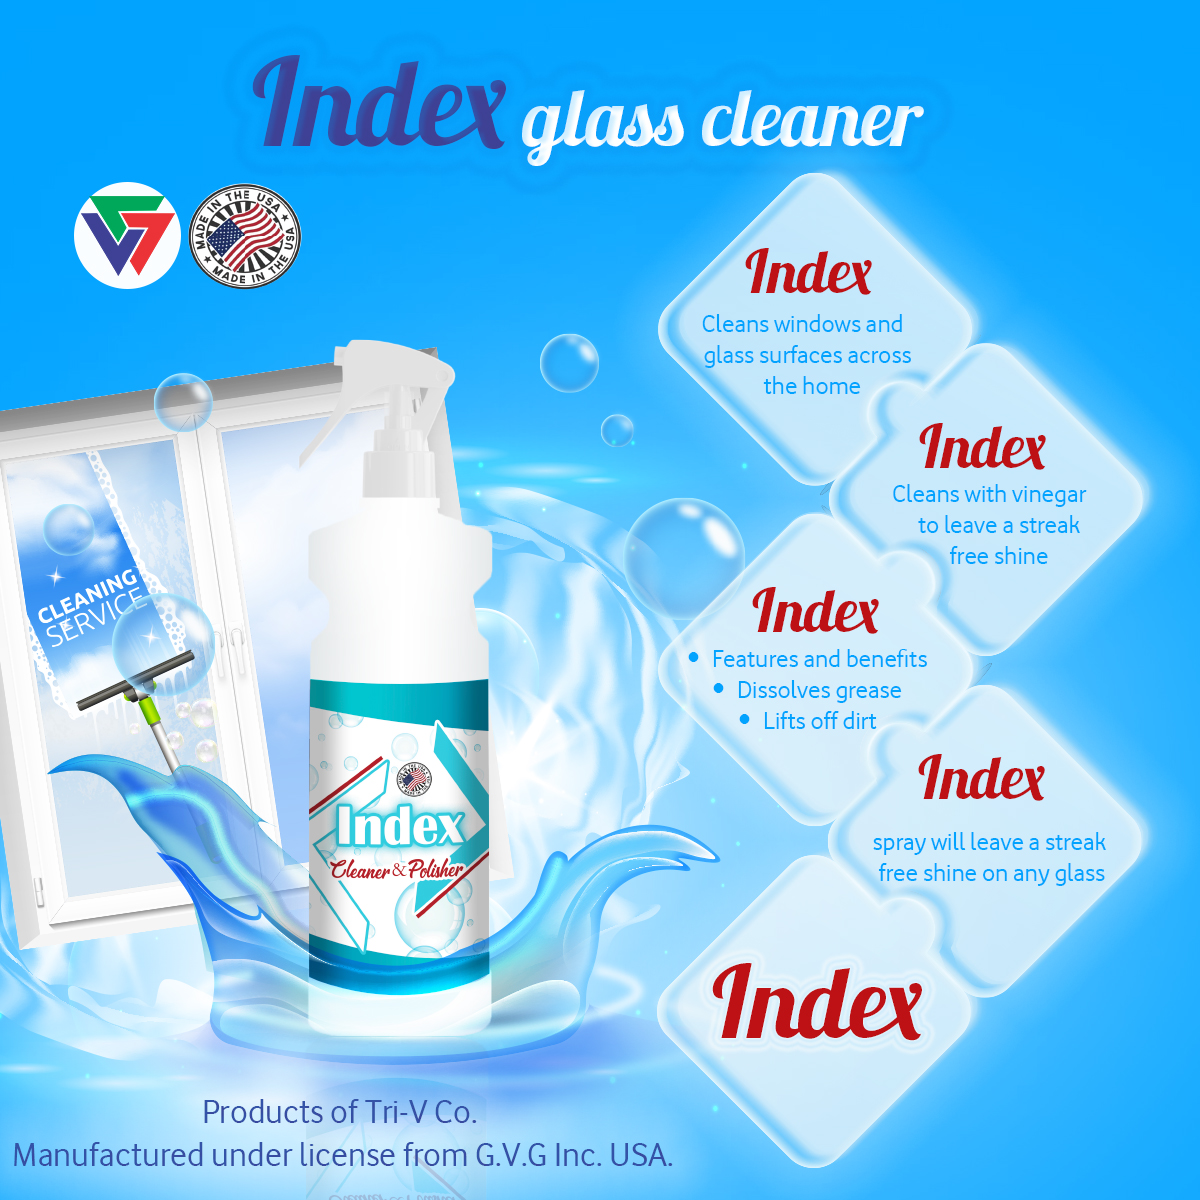 Index glass cleaner
MADE IN THE USA
MADE IN THE USA
Index
Cleans windows and
glass surfaces across
the home
Index
Cleans with vinegar
to leave a streak
free shine
CLEANING
SERVICE
Index
• Features and benefits
• Dissolves grease
• Lifts off dirt
Index
Cleaner & Polisher
Index
spray will leave a streak
free shine on any glass
Index
Products of Tri-V Co.
Manufactured under license from G.V.G Inc. USA.